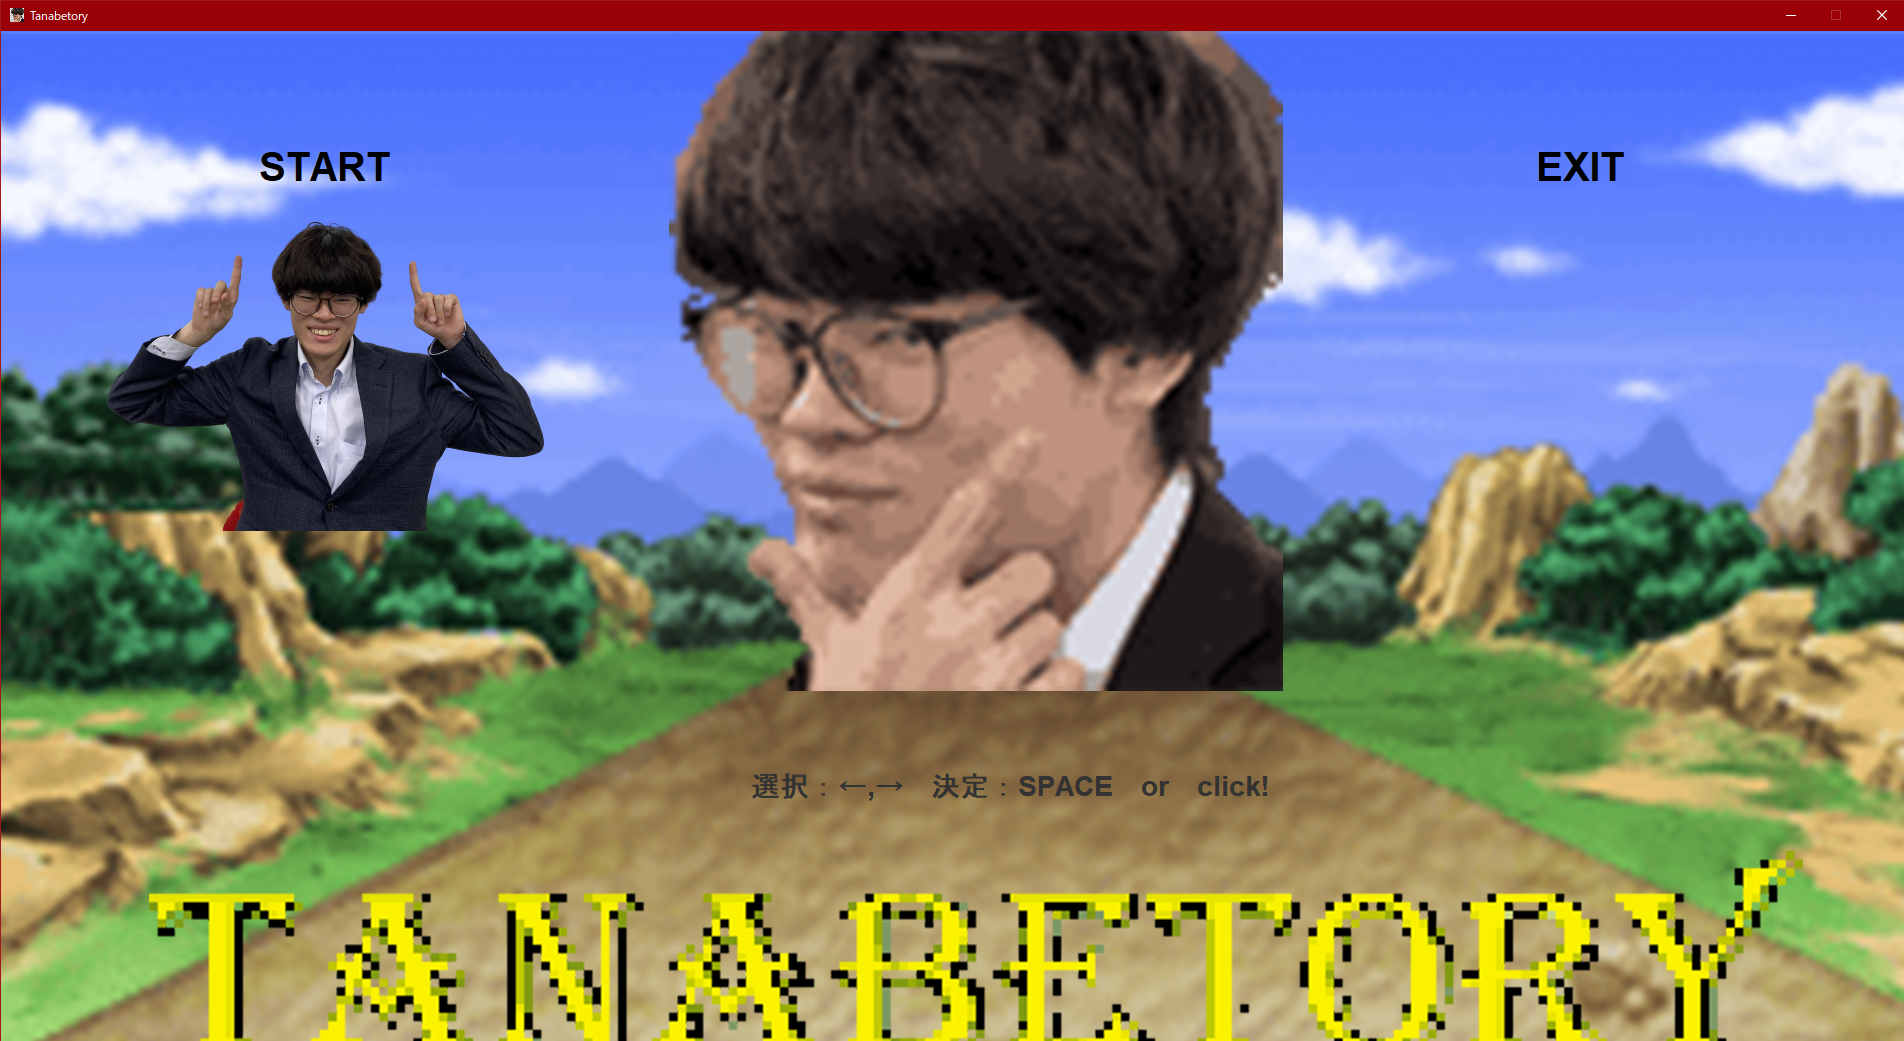 Tanabetory
START
EXIT
選択：←,→　決定：SPACE　or　click!
TANABETORY